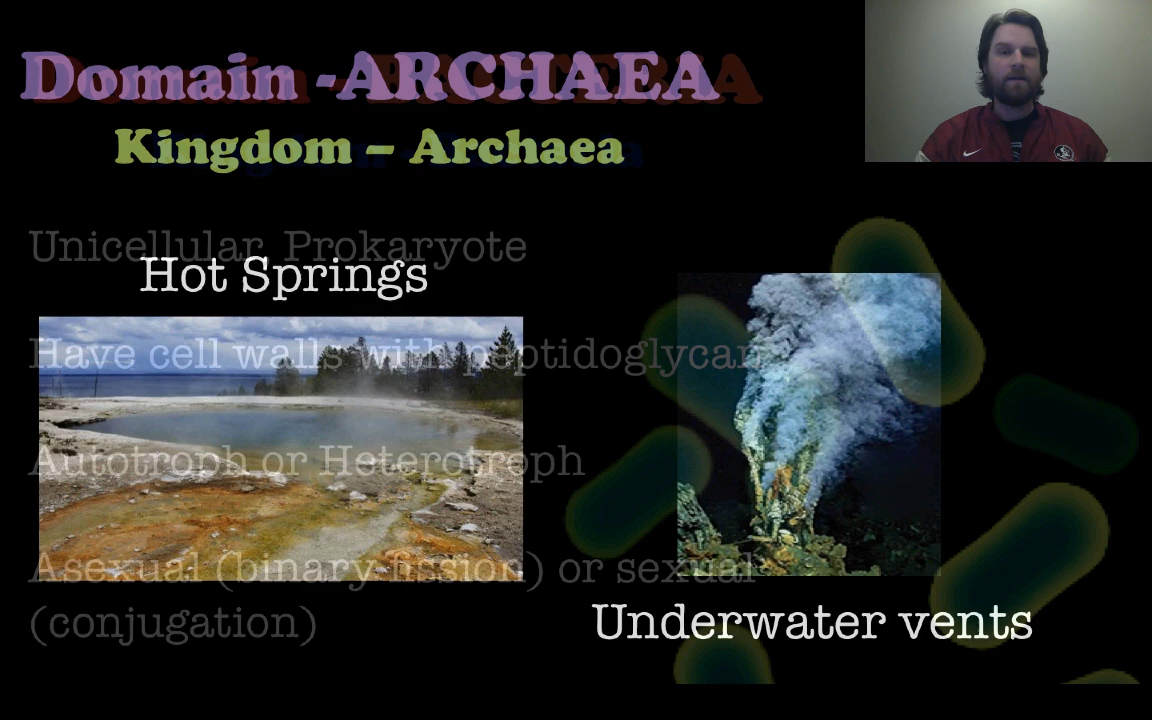 Domain -ARCHAEA
Kingdom – Archaea
Unicellular, Prokaryote
Hot Springs
Have cell walls with peptidoglycan
Autotroph or Heterotroph
Asexual (binary fission) or sexual
(conjugation)
Underwater vents